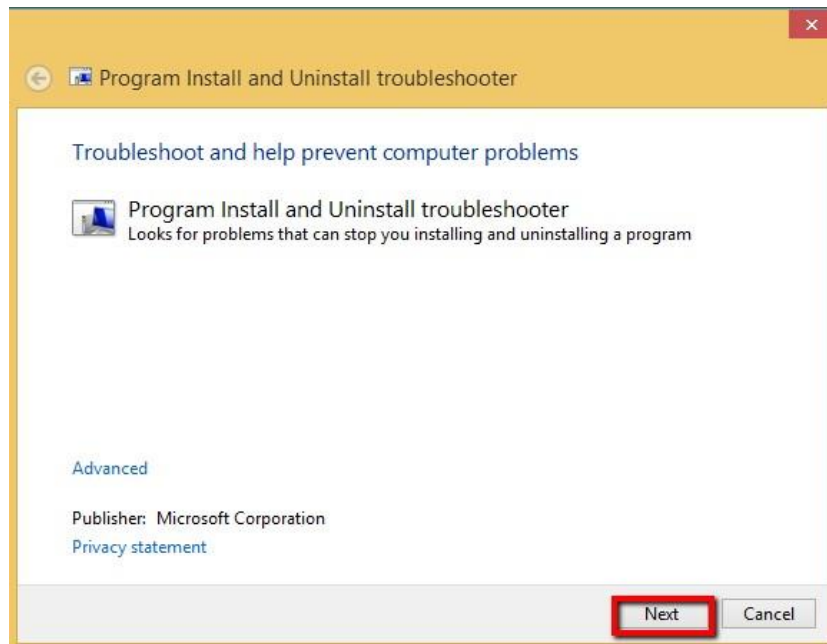 Program Install and Uninstall troubleshooter
Troubleshoot and help prevent computer problems
Program Install and Uninstall troubleshooter
Looks for problems that can stop you installing and uninstalling a program
Advanced
Publisher: Microsoft Corporation
Privacy statement
Next Cancel